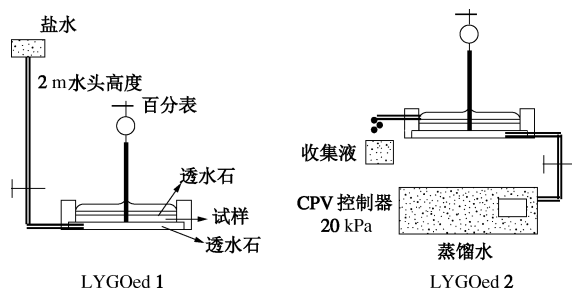 盐水
2 m水头高度
百分表
透水石
试样
透水石
LYGOed 1
收集液
CPV 控制器
20 kPa
蒸馏水
LYGOed 2